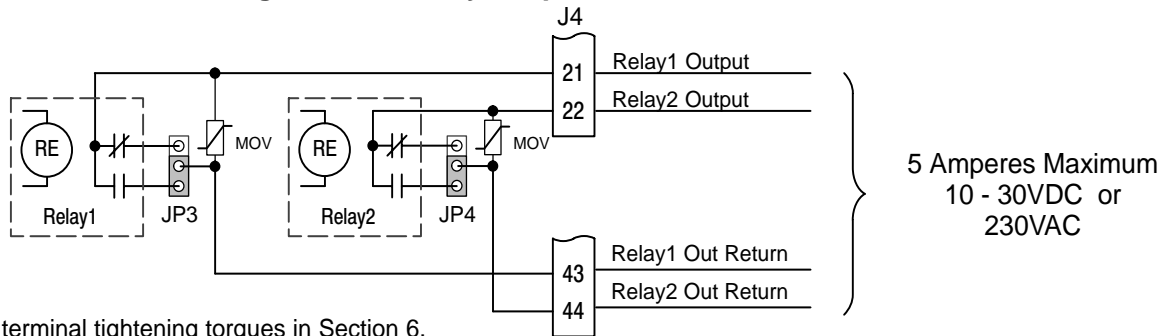 J4
21 Relay1 Output
22 Relay2 Output
RE
MOV
RE
MOV
Relay1
JP3
Relay2
JP4
5 Amperes Maximum
10 - 30VDC or
230VAC
43 Relay1 Out Return
44 Relay2 Out Return
terminal tightening torques in Section 6.